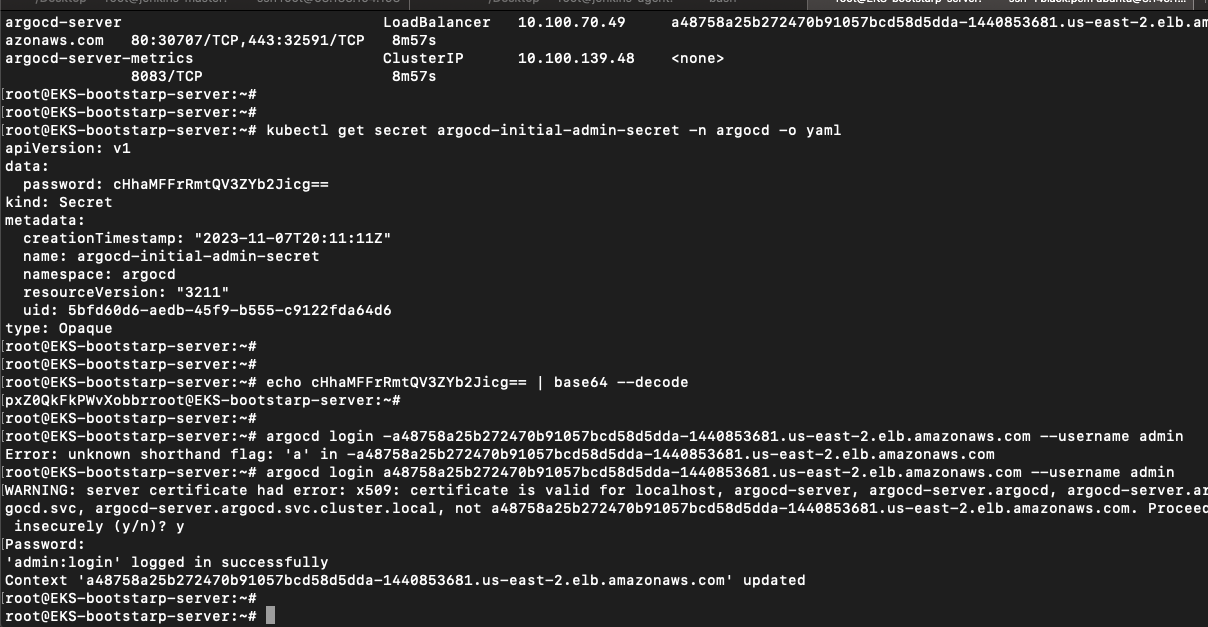 argocd-server LoadBalancer 10.100.70.49 a48758a25b272470b91057bcd58d5dda-1440853681.us-east-2.elb.am
azonaws.com 80:30707/TCP,443:32591/TCP 8m57s
argocd-server-metrics ClusterIP 10.100.139.48 <none>
8083/TCP 8m57s
[root@EKS-bootstarp-server:~#
[root@EKS-bootstarp-server:~#
[root@EKS-bootstarp-server:~# kubectl get secret argocd-initial-admin-secret -n argocd -o yaml
apiVersion: v1
data:
password: cHhaMFFrRmtQV3ZYb2Jicg==
kind: Secret
metadata:
creationTimestamp: "2023-11-07T20:11:11Z"
name: argocd-initial-admin-secret
namespace: argocd
resourceVersion: "3211"
uid: 5bfd60d6-aedb-45f9-b555-c9122fda64d6
type: Opaque
[root@EKS-bootstarp-server:~#
[root@EKS-bootstarp-server:~#
[root@EKS-bootstarp-server:~# echo cHhaMFFrRmtQV3ZYb2Jicg== | base64 --decode
[pxZ0QkFkPWvXobbrroot@EKS-bootstarp-server:~#
[root@EKS-bootstarp-server:~#
[root@EKS-bootstarp-server:~# argocd login -a48758a25b272470b91057bcd58d5dda-1440853681.us-east-2.elb.amazonaws.com --username admin
Error: unknown shorthand flag: 'a' in -a48758a25b272470b91057bcd58d5dda-1440853681.us-east-2.elb.amazonaws.com
[root@EKS-bootstarp-server:~# argocd login a48758a25b272470b91057bcd58d5dda-1440853681.us-east-2.elb.amazonaws.com --username admin
[WARNING: server certificate had error: x509: certificate is valid for localhost, argocd-server, argocd-server.argocd, argocd-server.ar
gocd.svc, argocd-server.argocd.svc.cluster.local, not a48758a25b272470b91057bcd58d5dda-1440853681.us-east-2.elb.amazonaws.com. Proceed
insecurely (y/n)? y
[Password:
'admin:login' logged in successfully
Context 'a48758a25b272470b91057bcd58d5dda-1440853681.us-east-2.elb.amazonaws.com' updated
[root@EKS-bootstarp-server:~#
root@EKS-bootstarp-server:~#